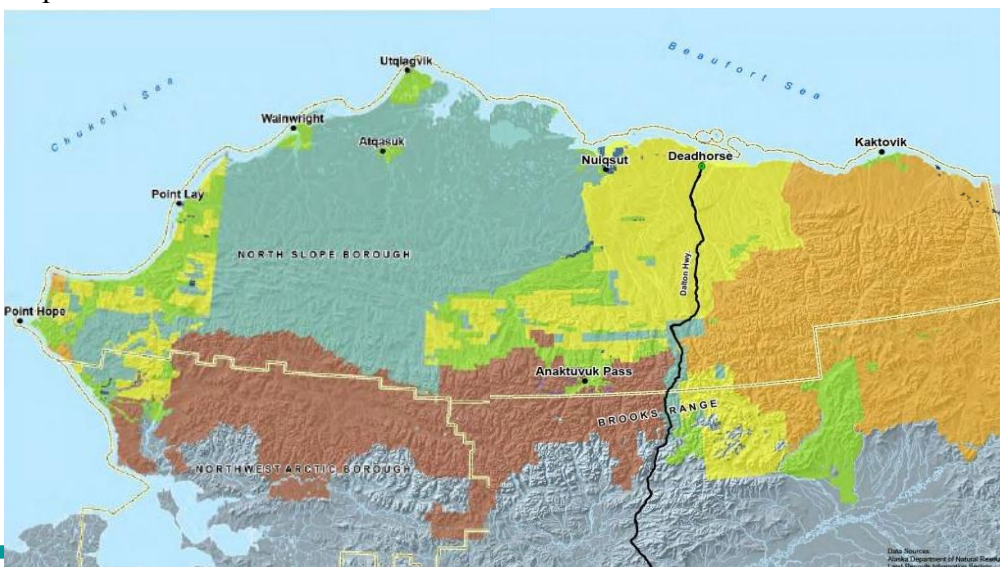 Utqiagvik
Beaufort Sea
Chukchi Sea
Wainwright
Atqasuk
Kaktovik
Nuiqsut
Deadhorse
Point Lay
NORTH SLOPE BOROUGH
Dalton Hwy
Point Hope
Anaktuvuk Pass
BROOKS RANGE
NORTHWEST ARCTIC BOROUGH
Data Sources:
Alaska Department of Natural